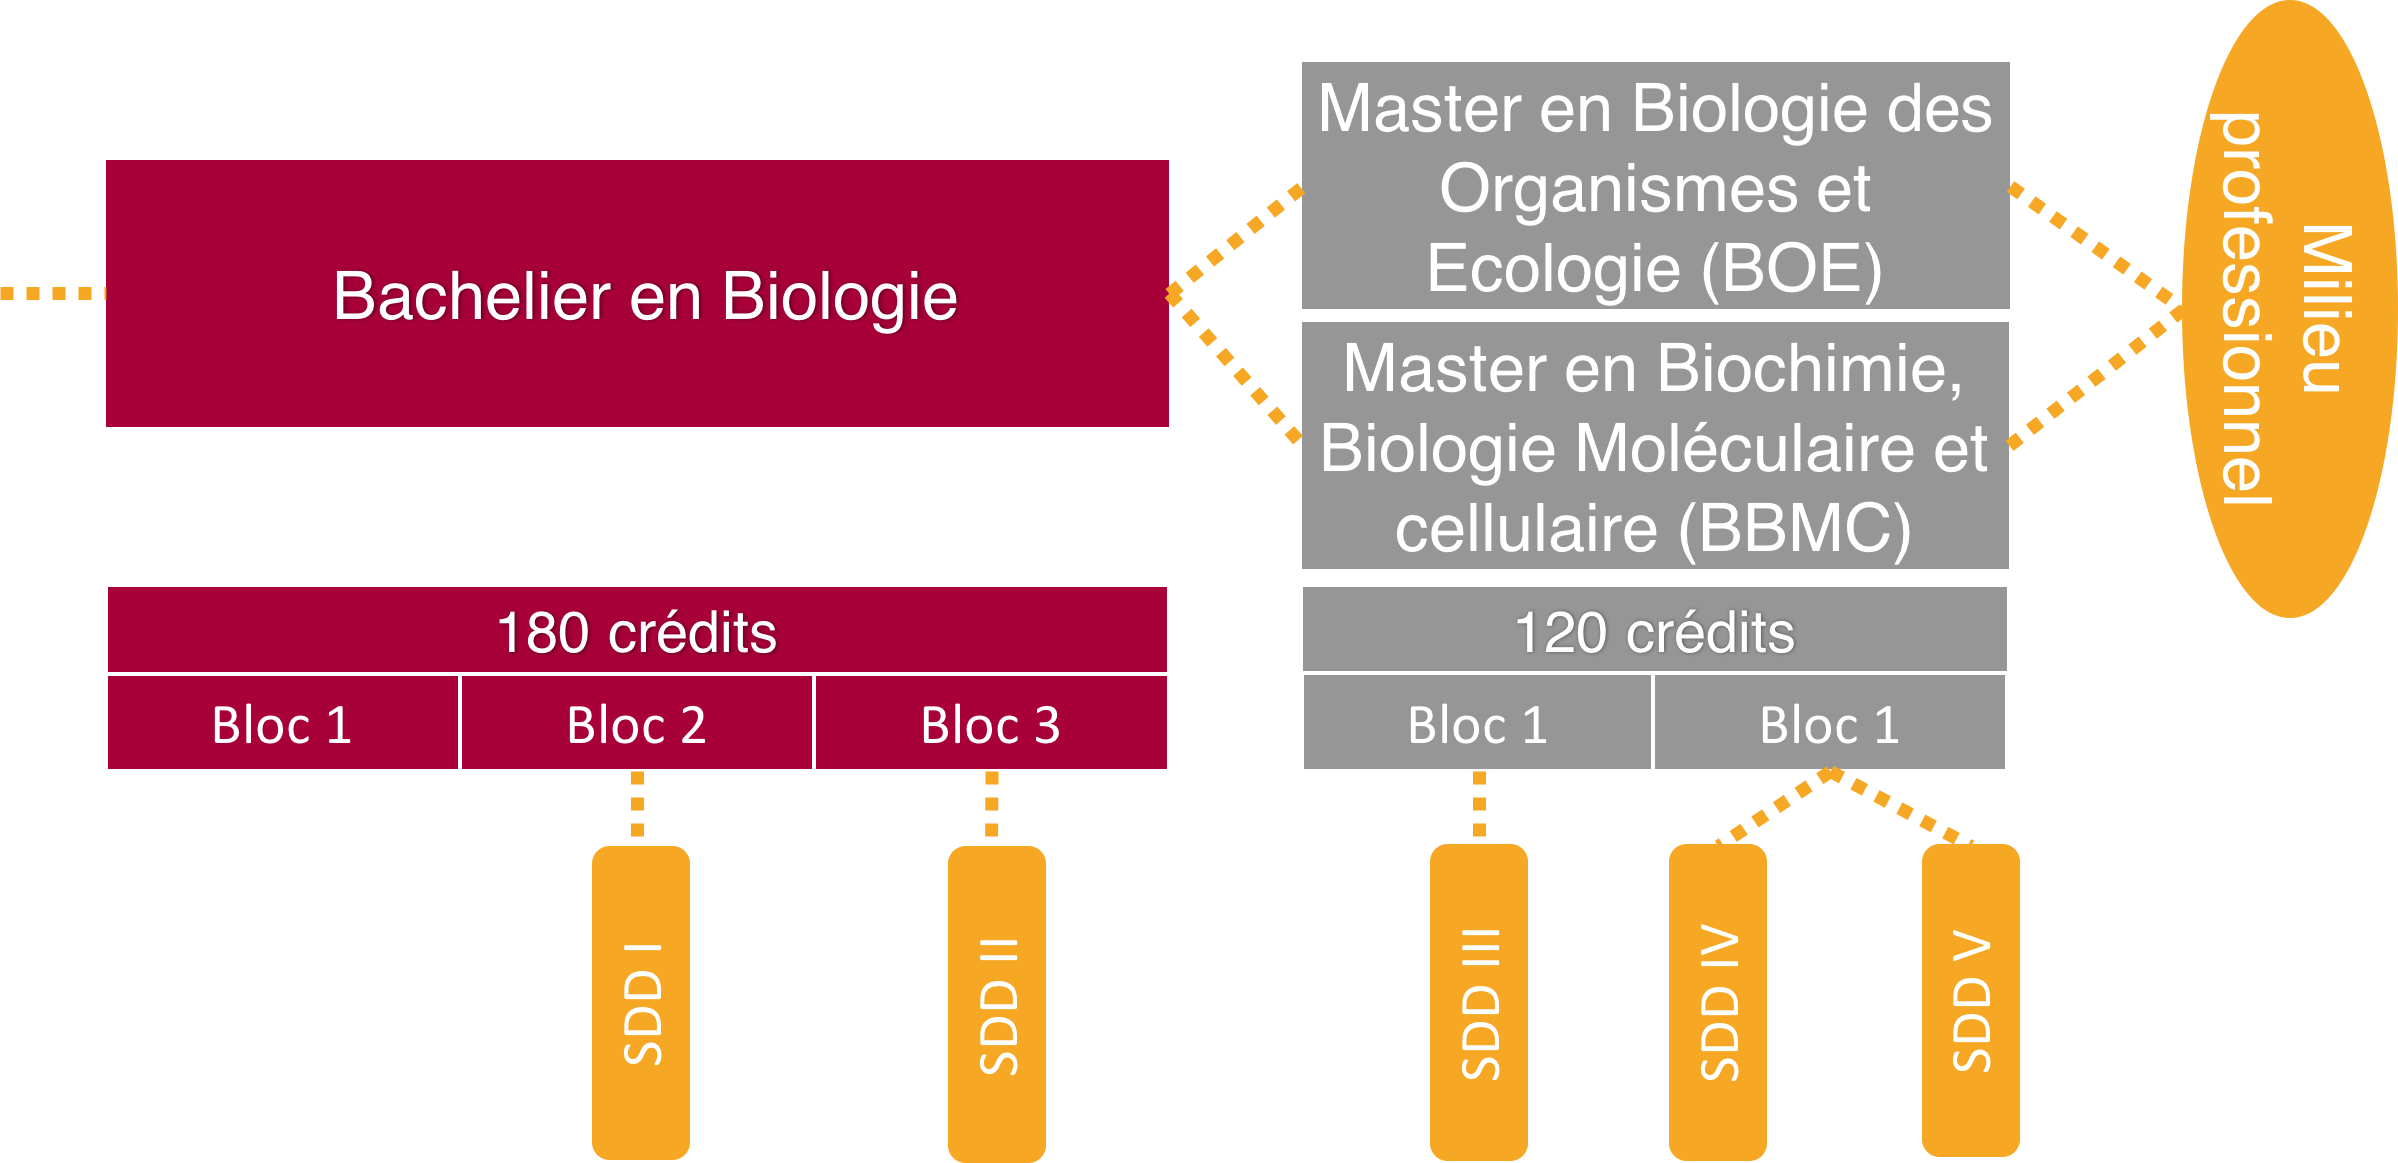 Bachelier en Biologie
Master en Biologie des
Organismes et
Ecologie (BOE)
Master en Biochimie,
Biologie Moléculaire et
cellulaire (BBMC)
Milieu
professionnel
180 crédits
Bloc 1
Bloc 2
Bloc 3
120 crédits
Bloc 1
Bloc 1
SDD I
SDD II
SDD III
SDD IV
SDD V